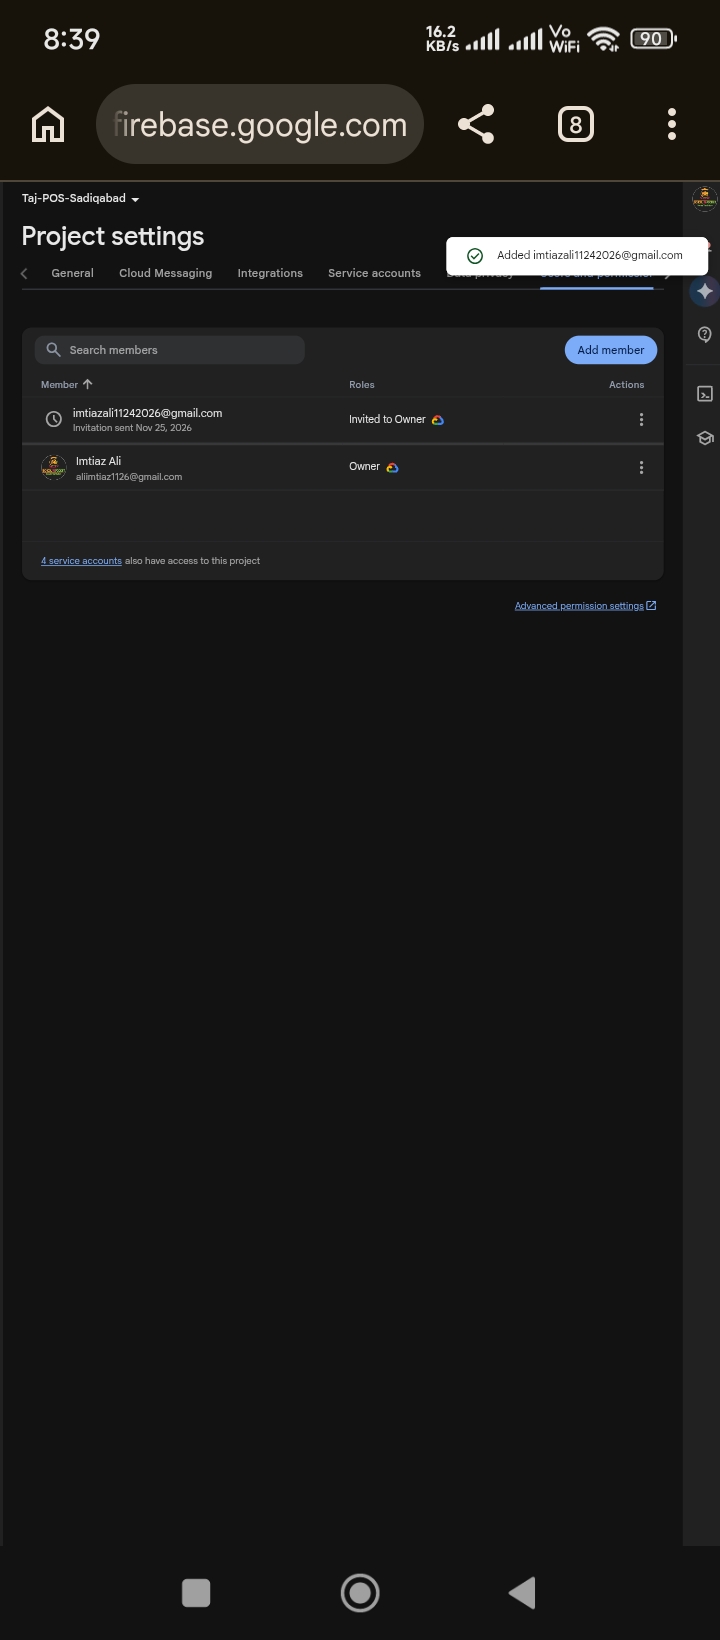 8:39
16.2
KB/s
Vo
WiFi
90
firebase.google.com
8
Taj-POS-Sadiqabad
Project settings
Added imtiazali11242026@gmail.com
General
Cloud Messaging
Integrations
Service accounts
Search members
Add member
Member
Roles
Actions
imtiazali11242026@gmail.com
Invitation sent Nov 25, 2026
Invited to Owner
Imtiaz Ali
aliimtiaz1126@gmail.com
Owner
4 service accounts also have access to this project
Advanced permission settings